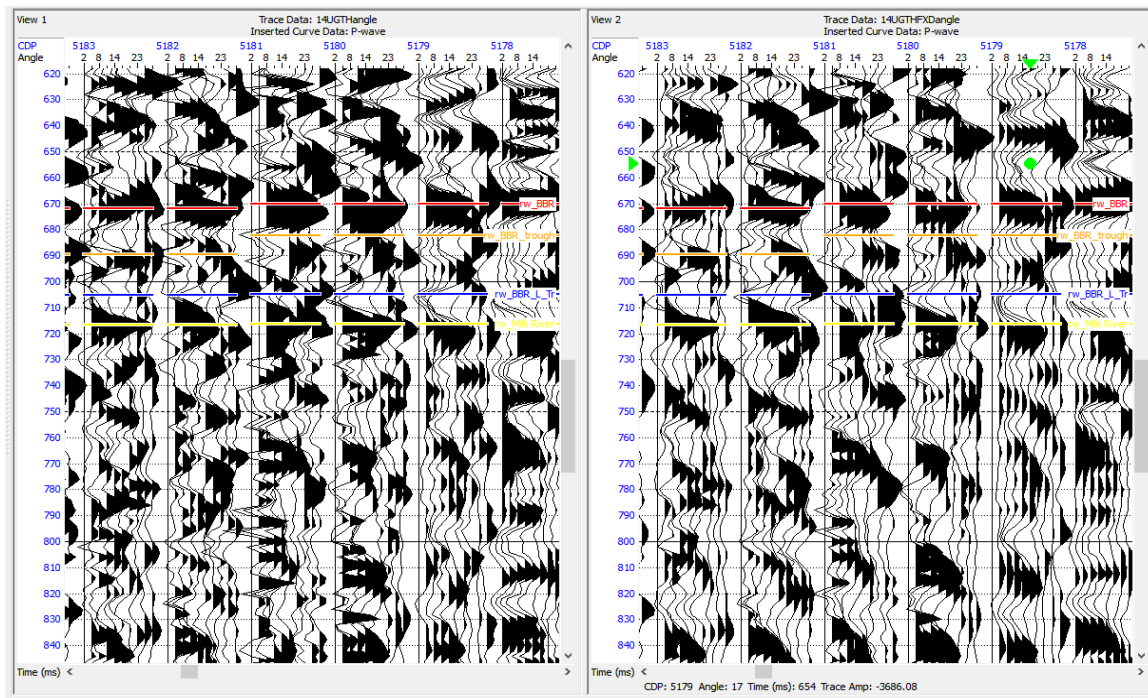 View 1
Trace Data: 14UGTHangle
Inserted Curve Data: P-wave
CDP 5183 5182 5181 5180 5179 5178
Angle 2 8 14 23 2 8 14 23 2 8 14 23 2 8 14 23 2 8 14 23 2 8 14
620
630
640
650
660
670 rw_BBR
680 rw_BBR_trough
690
700 rw_BBR_L_Tr
710 rw_Milk River
720
730
740
750
760
770
780
790
800
810
820
830
840
Time (ms) < >
View 2
Trace Data: 14UGTHFXDangle
Inserted Curve Data: P-wave
CDP 5183 5182 5181 5180 5179 5178
Angle 2 8 14 23 2 8 14 23 2 8 14 23 2 8 14 23 2 8 14 23 2 8 14
620
630
640
650
660
670 rw_BBR
680 rw_BBR_trough
690
700 rw_BBR_L_Tr
710 rw_Milk River
720
730
740
750
760
770
780
790
800
810
820
830
840
Time (ms) < >
CDP: 5179 Angle: 17 Time (ms): 654 Trace Amp: -3686.08